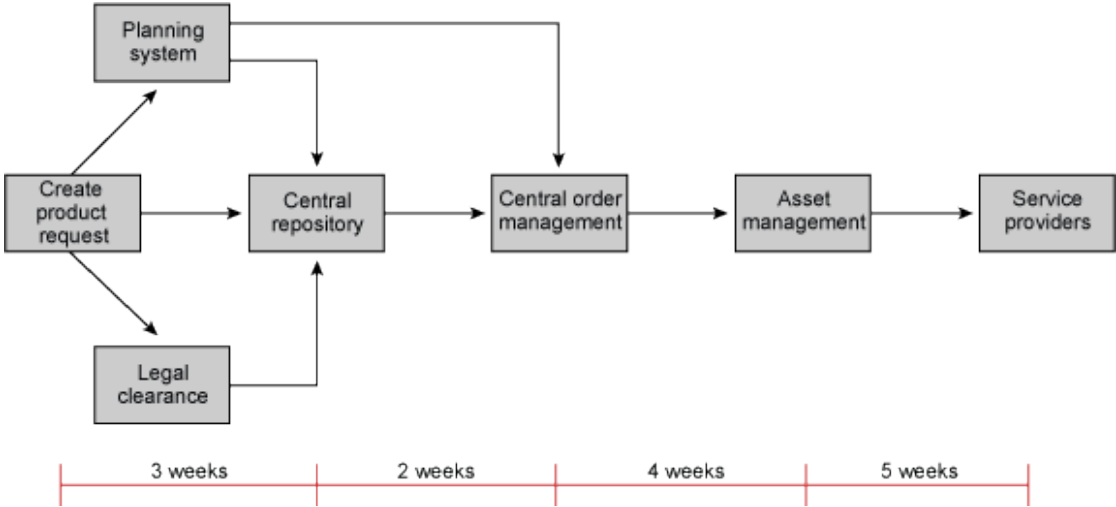 Planning
system
Create
product
request
Central
repository
Central order
management
Asset
management
Service
providers
Legal
clearance
3 weeks
2 weeks
4 weeks
5 weeks